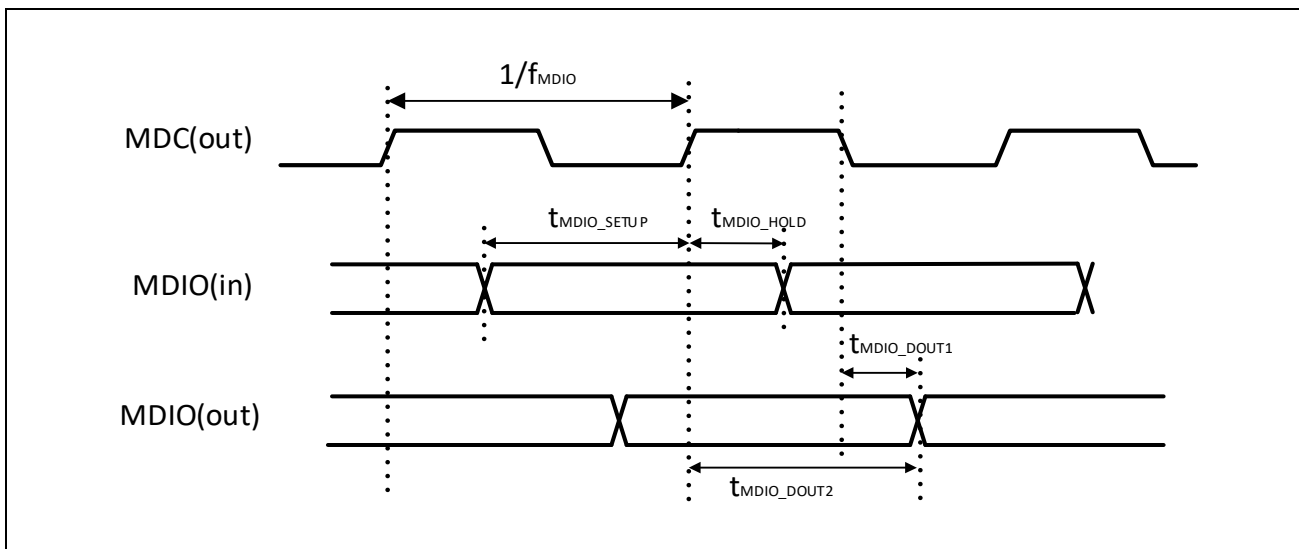 1/fMDIO
MDC(out)
tMDIO_SETUP
tMDIO_HOLD
MDIO(in)
tMDIO_DOUT1
MDIO(out)
tMDIO_DOUT2